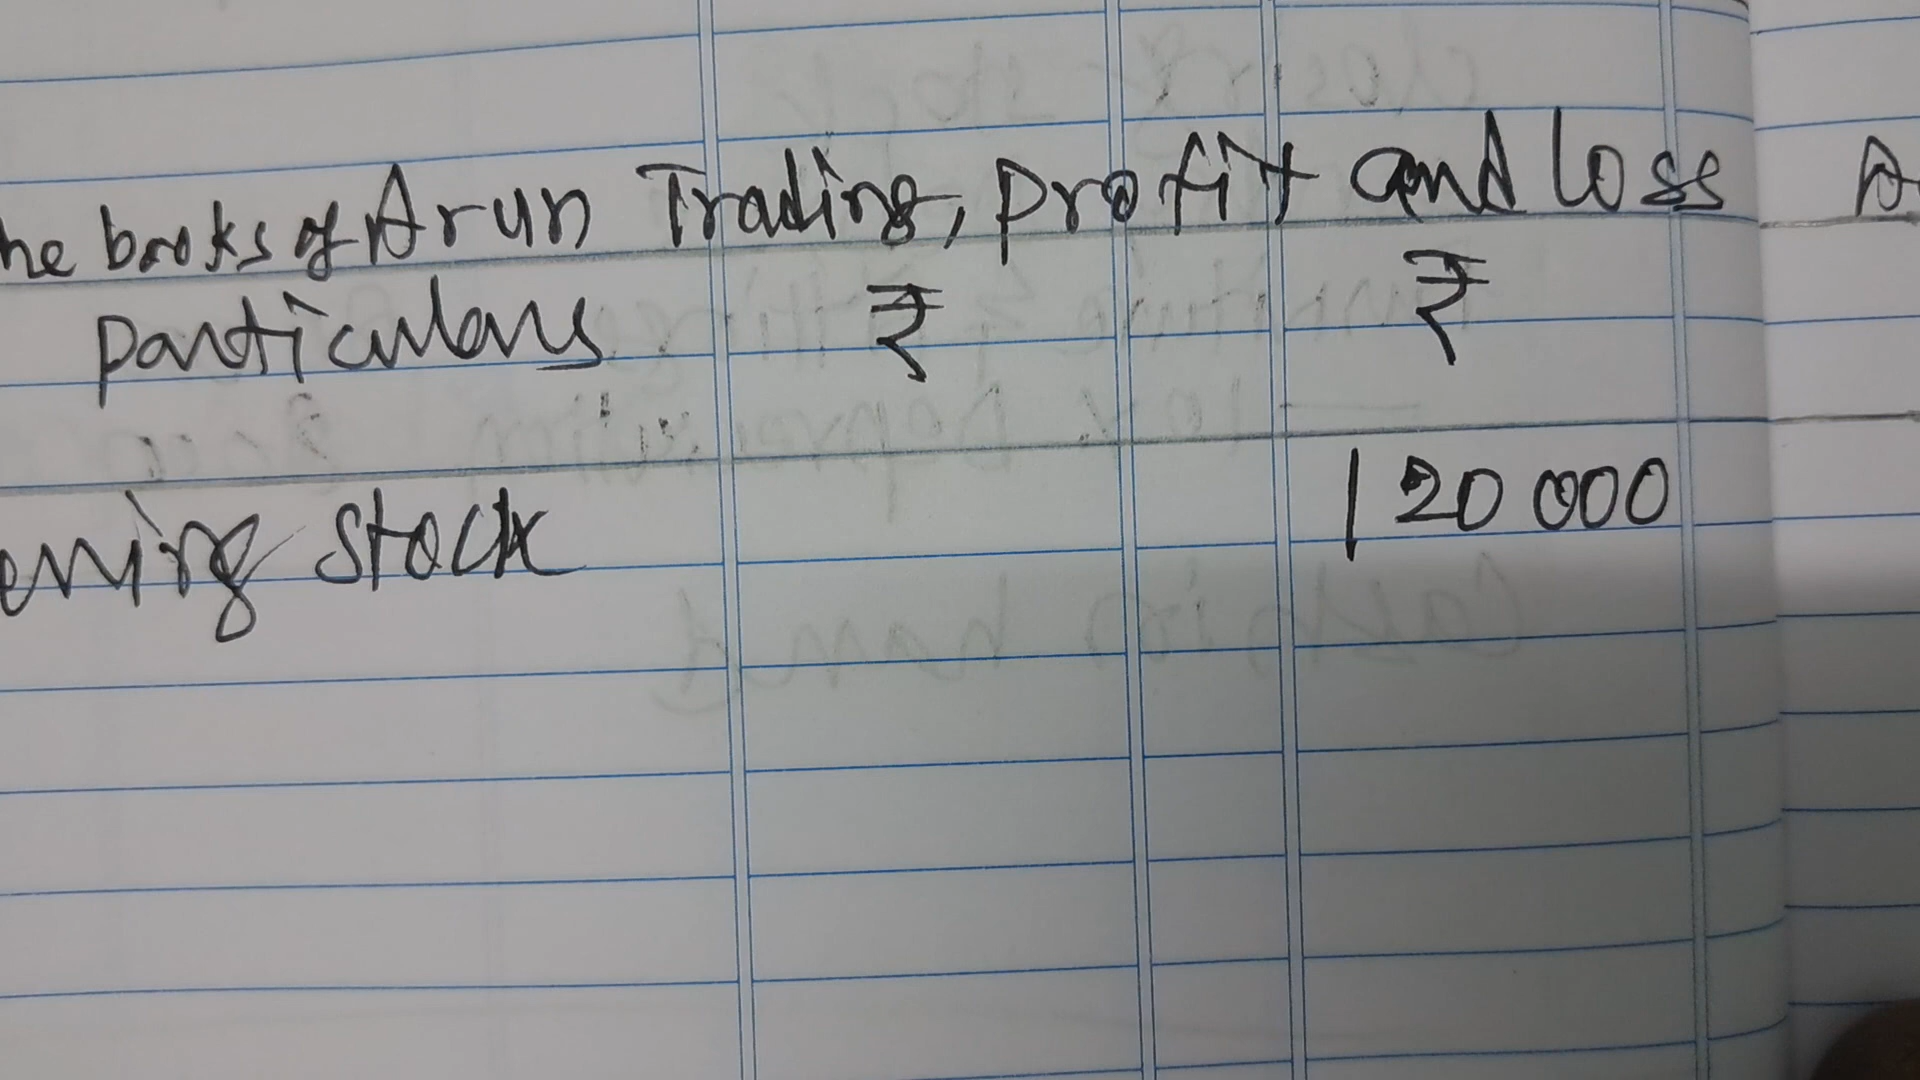 he books of Arun Trading, profit and loss A
particulars ₹ ₹
ening stock 120000